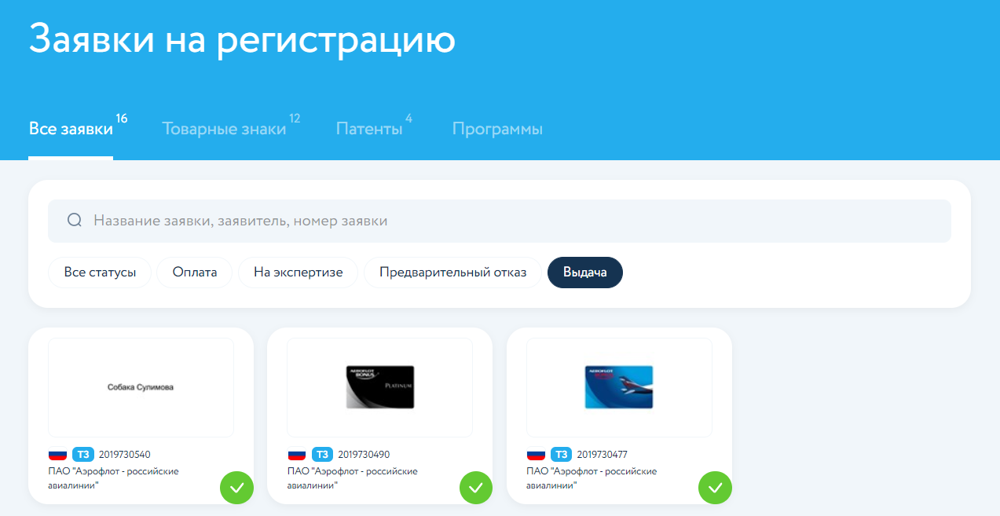 Заявки на регистрацию
Все заявки 16 Товарные знаки 12 Патенты 4 Программы
Название заявки, заявитель, номер заявки
Все статусы Оплата На экспертизе Предварительный отказ Выдача
Собака Сулимова
AEROFLOT
BONUS
PLATINUM
AEROFLOT
BONUS
ТЗ 2019730540
ПАО "Аэрофлот - российские
авиалинии"
ТЗ 2019730490
ПАО "Аэрофлот - российские
авиалинии"
ТЗ 2019730477
ПАО "Аэрофлот - российские
авиалинии"